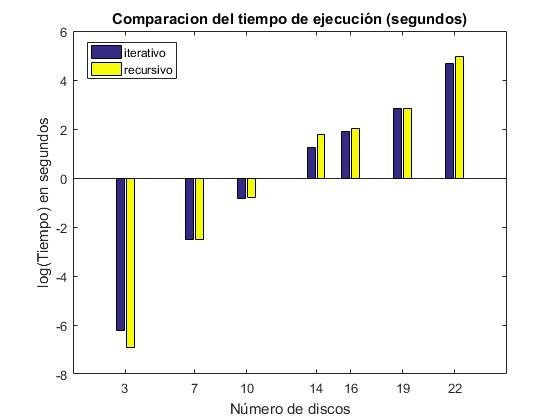 Comparacion del tiempo de ejecución (segundos)
6
4
2
0
-2
-4
-6
-8
log(Tiempo) en segundos
iterativo
recursivo
3 7 10 14 16 19 22
Número de discos